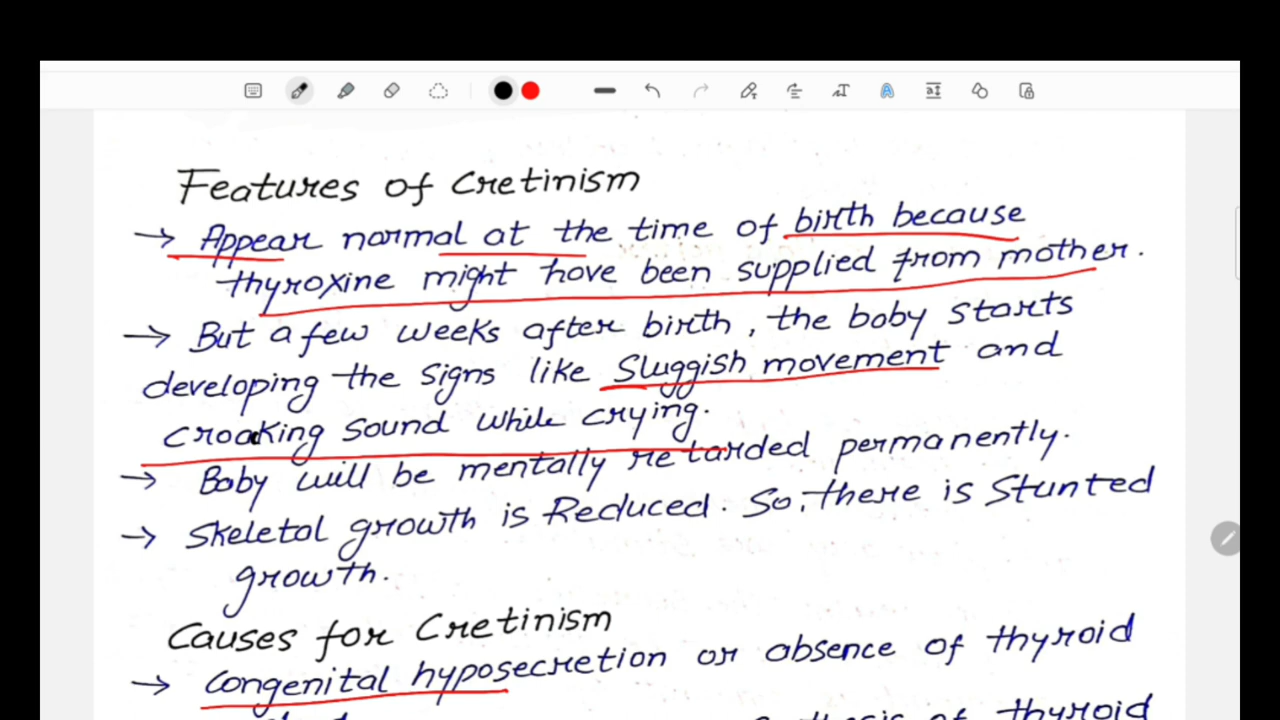 Features of Cretinism
→ Appear normal at the time of birth because
thyroxine might have been supplied from mother.
→ But a few weeks after birth, the boby starts
developing the signs like Sluggish movement and
croaking sound while crying.
→ Baby will be mentally retarded permanently.
→ Skeletal growth is Reduced. So, there is Stunted
growth.
Causes for Cretinism
→ Congenital hyposecretion or absence of thyroid
of thyroid